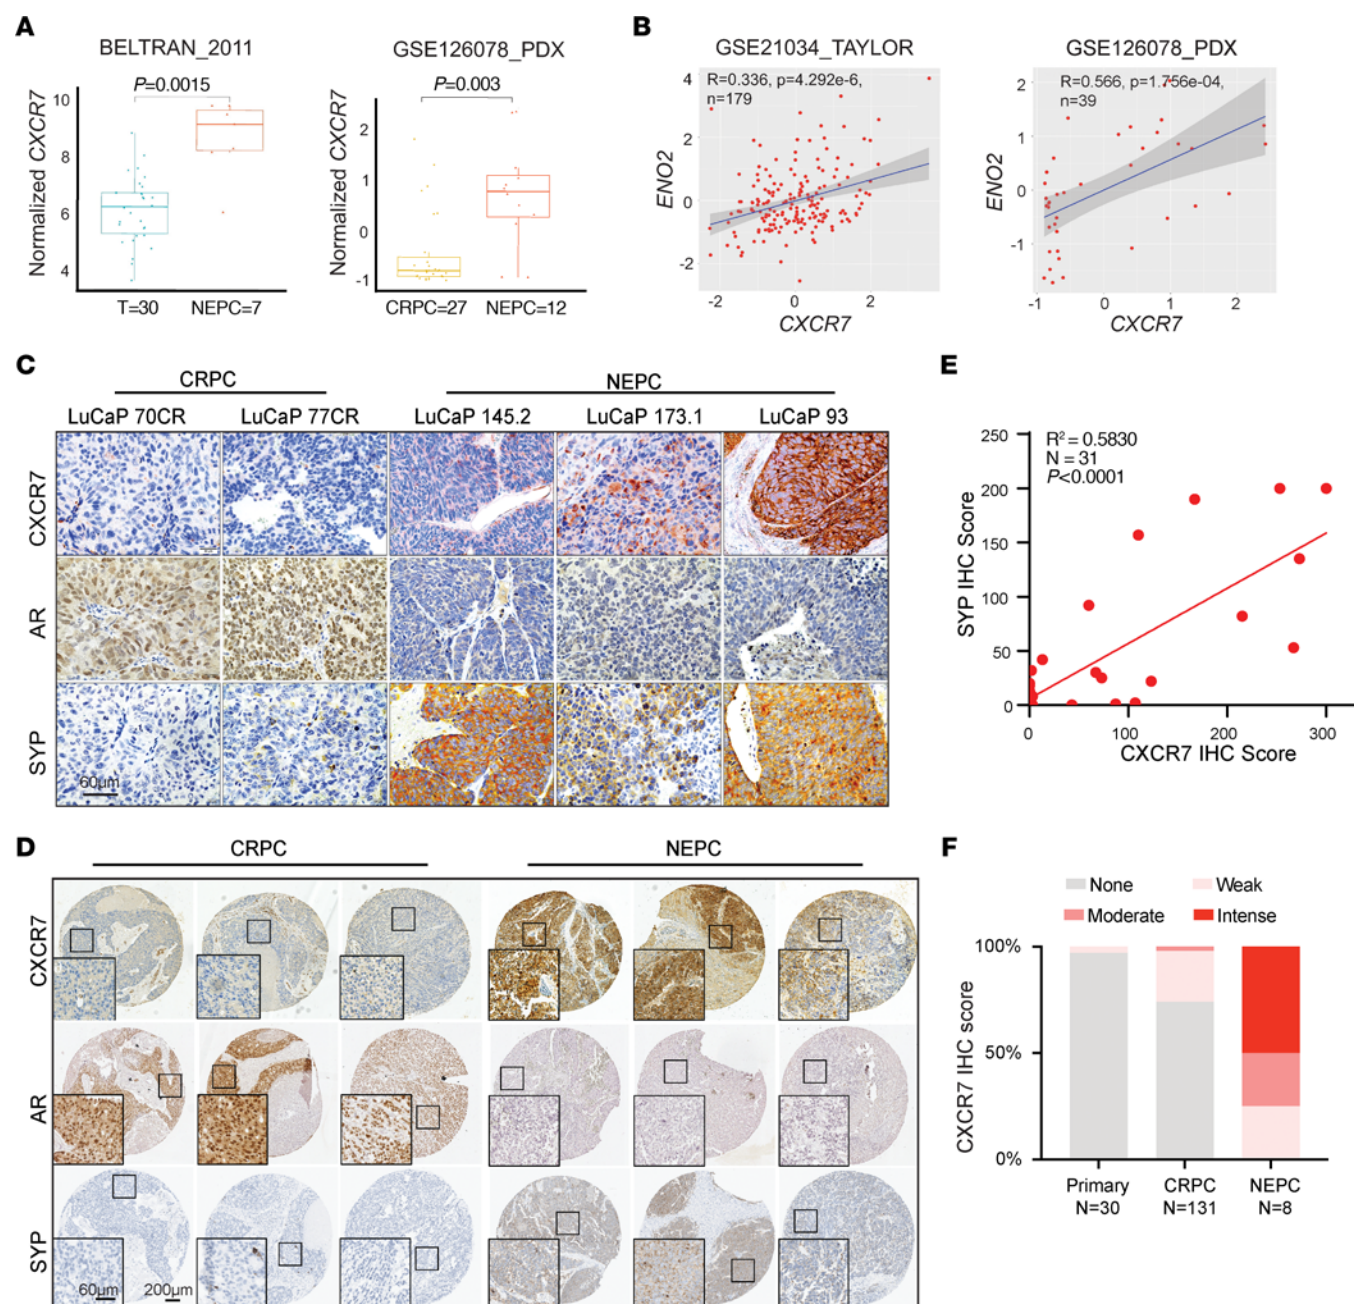 A
BELTRAN_2011
P=0.0015
Normalized CXCR7
10
8
6
4
T=30
NEPC=7
GSE126078_PDX
P=0.003
Normalized CXCR7
2
1
0
-1
CRPC=27
NEPC=12
B
GSE21034_TAYLOR
R=0.336, p=4.292e-6,
n=179
ENO2
4
2
0
-2
-2
0
2
CXCR7
GSE126078_PDX
R=0.566, p=1.756e-04,
n=39
ENO2
2
1
0
-1
-1
0
1
2
CXCR7
C
CRPC
NEPC
LuCaP 70CR
LuCaP 77CR
LuCaP 145.2
LuCaP 173.1
LuCaP 93
CXCR7
AR
SYP
60µm
E
R² = 0.5830
N = 31
P<0.0001
SYP IHC Score
250
200
150
100
50
0
0
100
200
300
CXCR7 IHC Score
D
CRPC
NEPC
CXCR7
AR
SYP
60µm
200µm
F
None
Weak
Moderate
Intense
CXCR7 IHC score
100%
50%
0%
Primary
N=30
CRPC
N=131
NEPC
N=8